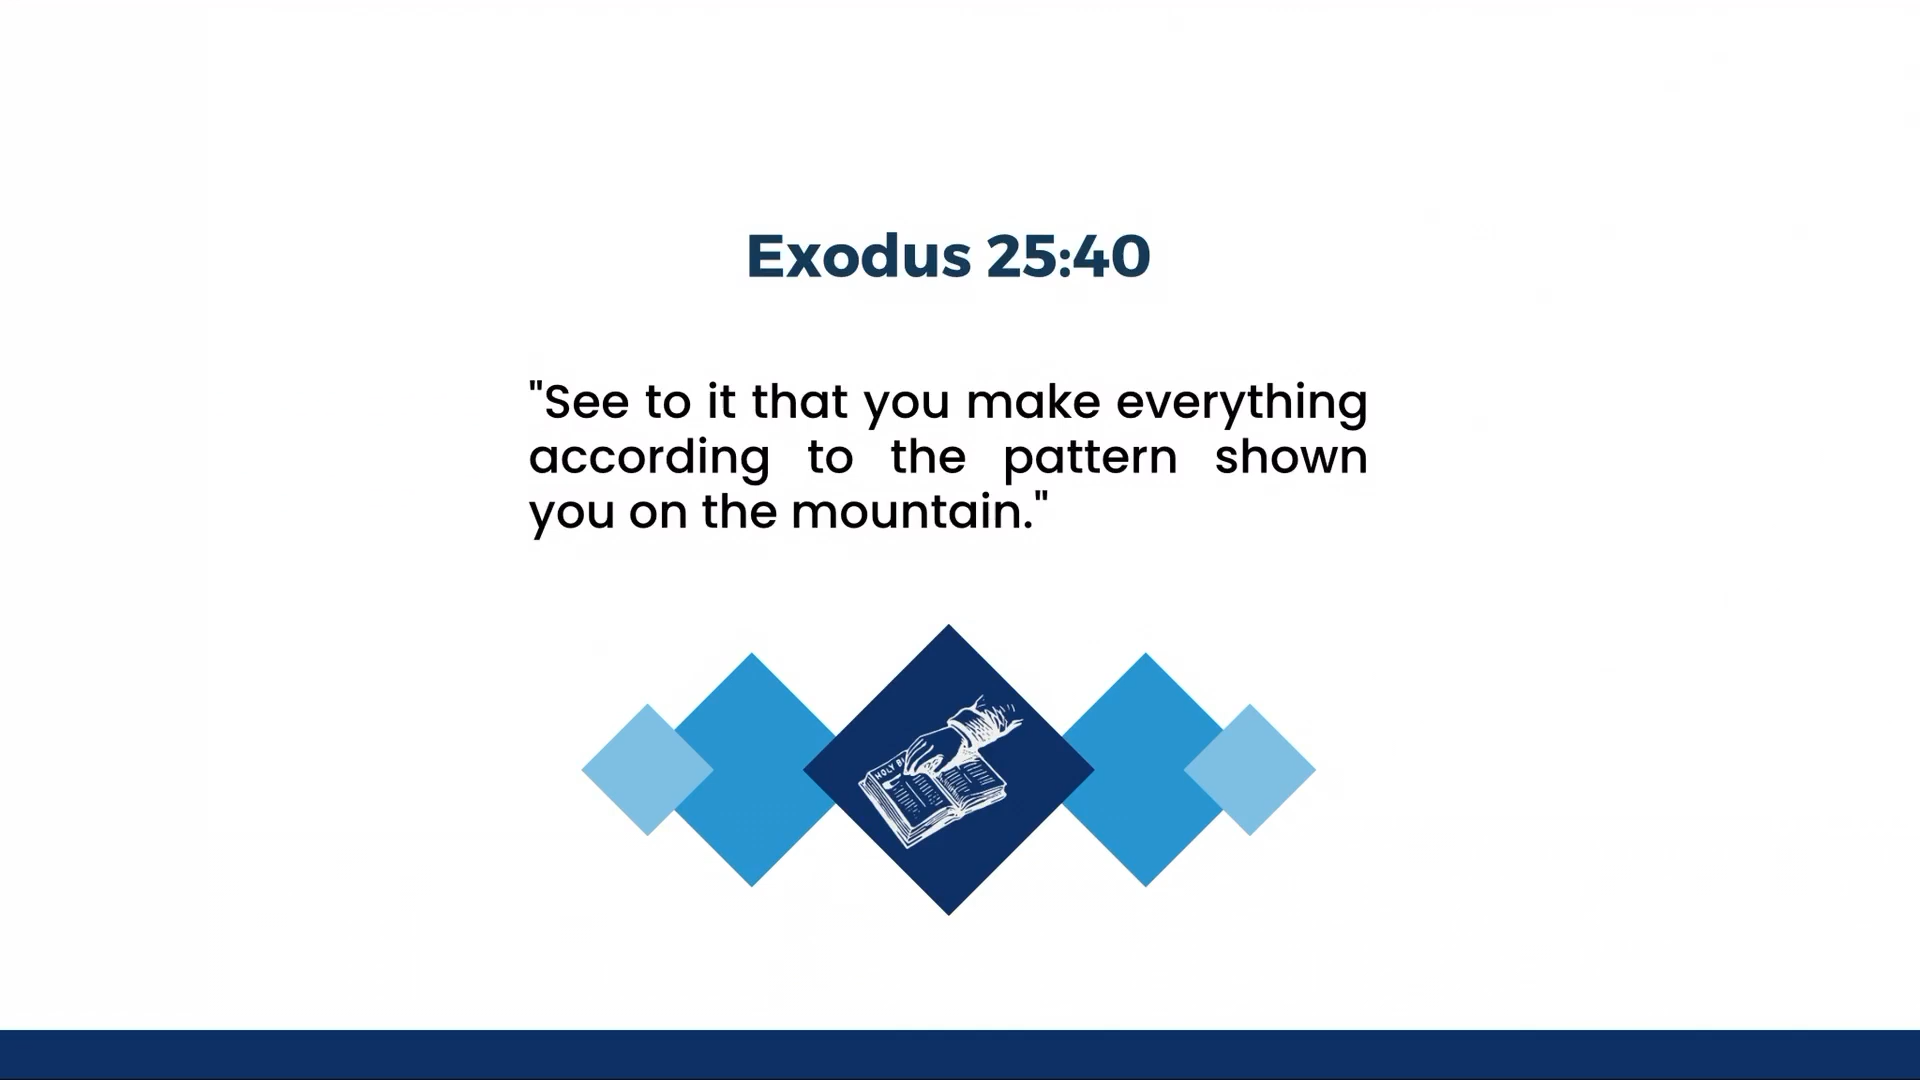 Exodus 25:40
"See to it that you make everything
according to the pattern shown
you on the mountain."
HOLY